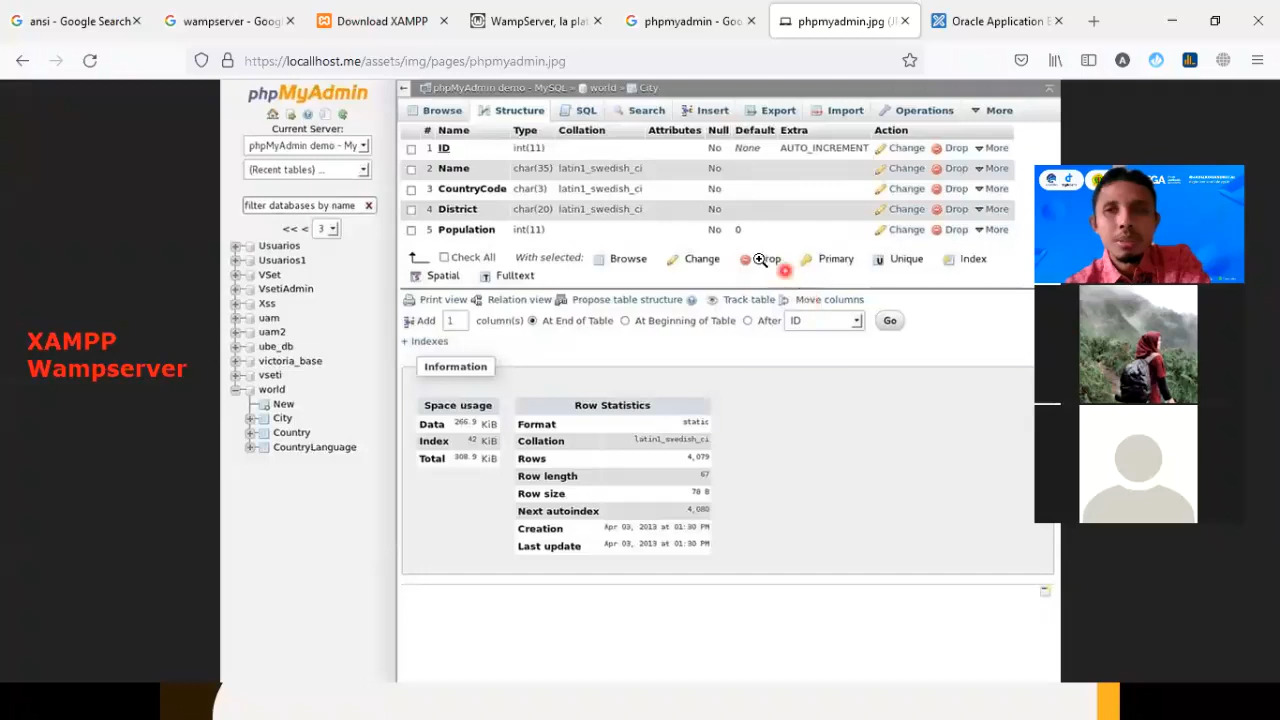 ansi - Google Search
wampserver - Googl
Download XAMPP
WampServer, la plat
phpmyadmin - Goo
phpmyadmin.jpg (J
Oracle Application E
https://localhost.me/assets/img/pages/phpmyadmin.jpg
XAMPP
Wampserver
phpMyAdmin
Current Server:
phpMyAdmin demo - My
(Recent tables) ...
filter databases by name X
<< < 3
Usuarios
Usuarios1
VSet
VsetiAdmin
Xss
uam
uam2
ube_db
victoria_base
vseti
world
New
City
Country
CountryLanguage
phpMyAdmin demo - MySQL » world » City
Browse Structure SQL Search Insert Export Import Operations More
# Name Type Collation Attributes Null Default Extra Action
1 ID int(11) No None AUTO_INCREMENT Change Drop More
2 Name char(35) latin1_swedish_ci No Change Drop More
3 CountryCode char(3) latin1_swedish_ci No Change Drop More
4 District char(20) latin1_swedish_ci No Change Drop More
5 Population int(11) No 0 Change Drop More
Check All With selected: Browse Change Drop Primary Unique Index
Spatial Fulltext
Print view Relation view Propose table structure Track table Move columns
Add 1 column(s) At End of Table At Beginning of Table After ID Go
+ Indexes
Information
Space usage
Data 266.9 KiB
Index 42 KiB
Total 308.9 KiB
Row Statistics
Format static
Collation latin1_swedish_ci
Rows 4,079
Row length 67
Row size 78 B
Next autoindex 4,080
Creation Apr 03, 2013 at 01:30 PM
Last update Apr 03, 2013 at 01:30 PM